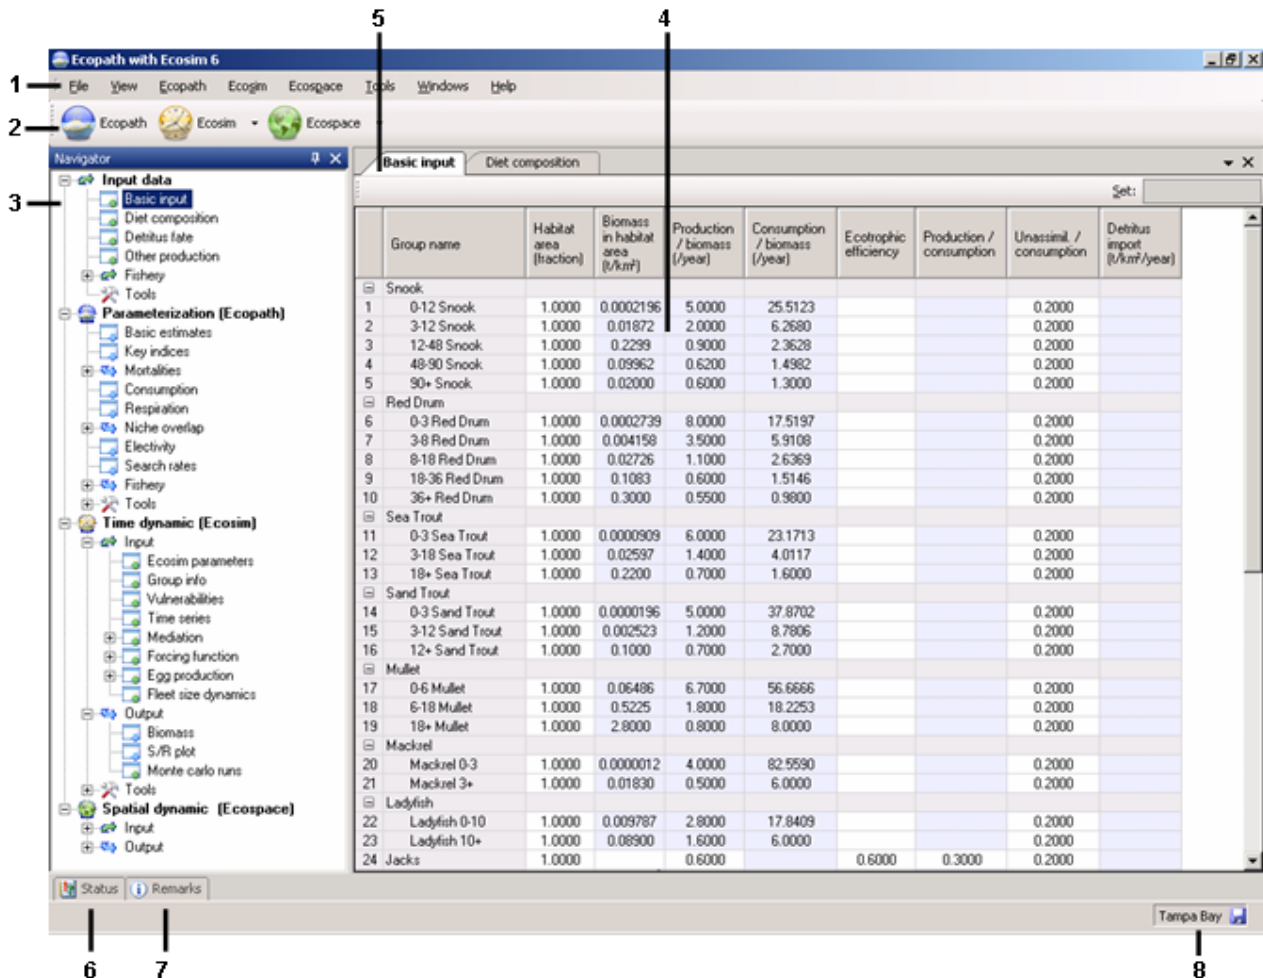 5 4
Ecopath with Ecosim 6
1 File View Ecopath Ecosim Ecospace Tools Windows Help
2 Ecopath Ecosim Ecospace
Navigator
3
Input data
Basic input
Diet composition
Detritus fate
Other production
Fishery
Tools
Parameterization (Ecopath)
Basic estimates
Key indices
Mortalities
Consumption
Respiration
Niche overlap
Electivity
Search rates
Fishery
Tools
Time dynamic (Ecosim)
Input
Ecosim parameters
Group info
Vulnerabilities
Time series
Mediation
Forcing function
Egg production
Fleet size dynamics
Output
Biomass
S/R plot
Monte carlo runs
Tools
Spatial dynamic (Ecospace)
Input
Output
Basic input Diet composition
Set:
Group name
Habitat
area
(fraction)
Biomass
in habitat
area
(t/km²)
Production
/ biomass
(/year)
Consumption
/ biomass
(/year)
Ecotrophic
efficiency
Production /
consumption
Unassimil. /
consumption
Detritus
import
(t/km²/year)
Snook
1 0-12 Snook 1.0000 0.0002196 5.0000 25.5123 0.2000
2 3-12 Snook 1.0000 0.01872 2.0000 6.2680 0.2000
3 12-48 Snook 1.0000 0.2299 0.9000 2.3628 0.2000
4 48-90 Snook 1.0000 0.09962 0.6200 1.4982 0.2000
5 90+ Snook 1.0000 0.02000 0.6000 1.3000 0.2000
Red Drum
6 0-3 Red Drum 1.0000 0.0002739 8.0000 17.5197 0.2000
7 3-8 Red Drum 1.0000 0.004158 3.5000 5.9108 0.2000
8 8-18 Red Drum 1.0000 0.02726 1.1000 2.6369 0.2000
9 18-36 Red Drum 1.0000 0.1083 0.6000 1.5146 0.2000
10 36+ Red Drum 1.0000 0.3000 0.5500 0.9800 0.2000
Sea Trout
11 0-3 Sea Trout 1.0000 0.0000909 6.0000 23.1713 0.2000
12 3-18 Sea Trout 1.0000 0.02597 1.4000 4.0117 0.2000
13 18+ Sea Trout 1.0000 0.2200 0.7000 1.6000 0.2000
Sand Trout
14 0-3 Sand Trout 1.0000 0.0000196 5.0000 37.8702 0.2000
15 3-12 Sand Trout 1.0000 0.002523 1.2000 8.7806 0.2000
16 12+ Sand Trout 1.0000 0.1000 0.7000 2.7000 0.2000
Mullet
17 0-6 Mullet 1.0000 0.06486 6.7000 56.6666 0.2000
18 6-18 Mullet 1.0000 0.5225 1.8000 18.2253 0.2000
19 18+ Mullet 1.0000 2.8000 0.8000 8.0000 0.2000
Mackrel
20 Mackrel 0-3 1.0000 0.0000012 4.0000 82.5590 0.2000
21 Mackrel 3+ 1.0000 0.01830 0.5000 6.0000 0.2000
Ladyfish
22 Ladyfish 0-10 1.0000 0.009787 2.8000 17.8409 0.2000
23 Ladyfish 10+ 1.0000 0.08900 1.6000 6.0000 0.2000
24 Jacks 1.0000 0.6000 0.6000 0.3000 0.2000
Status Remarks
Tampa Bay
6 7 8